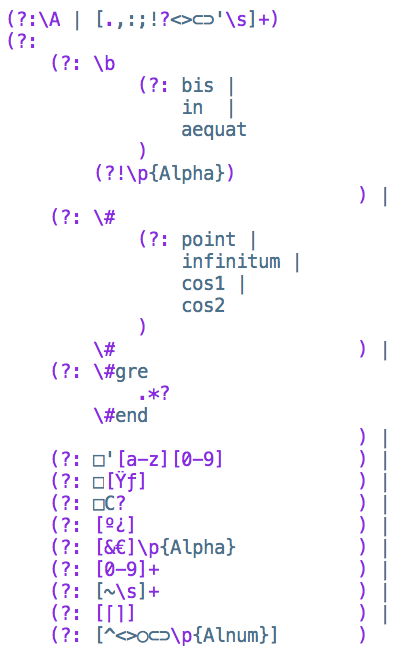 (?:\A | [.,:;!?<>⊂⊃'\s]+)
(?:
    (?: \b
            (?: bis |
                in  |
                aequat
            )
        (?!\p{Alpha})
                                ) |
    (?: \#
            (?: point |
                infinitum |
                cos1 |
                cos2
            )
        \#                      ) |
    (?: \#gre
            .*?
        \#end
                                ) |
    (?: □'[a-z][0-9]            ) |
    (?: □[Ÿƒ]                   ) |
    (?: □C?                     ) |
    (?: [º¿]                    ) |
    (?: [&€]\p{Alpha}           ) |
    (?: [0-9]+                  ) |
    (?: [~\s]+                  ) |
    (?: [⌈⌉]                    ) |
    (?: [^<>○⊂⊃\p{Alnum}]       )